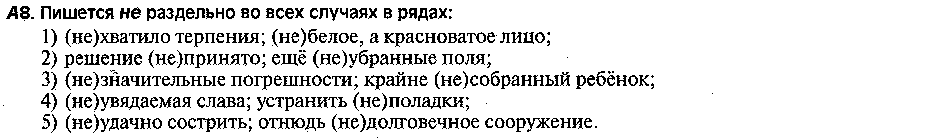 А8. Пишется не раздельно во всех случаях в рядах:
1) (не)хватило терпения; (не)белое, а красноватое лицо;
2) решение (не)принято; ещё (не)убранные поля;
3) (не)значительные погрешности; крайне (не)собранный ребёнок;
4) (не)увядаемая слава; устранить (не)поладки;
5) (не)удачно сострить; отнюдь (не)долговечное сооружение.